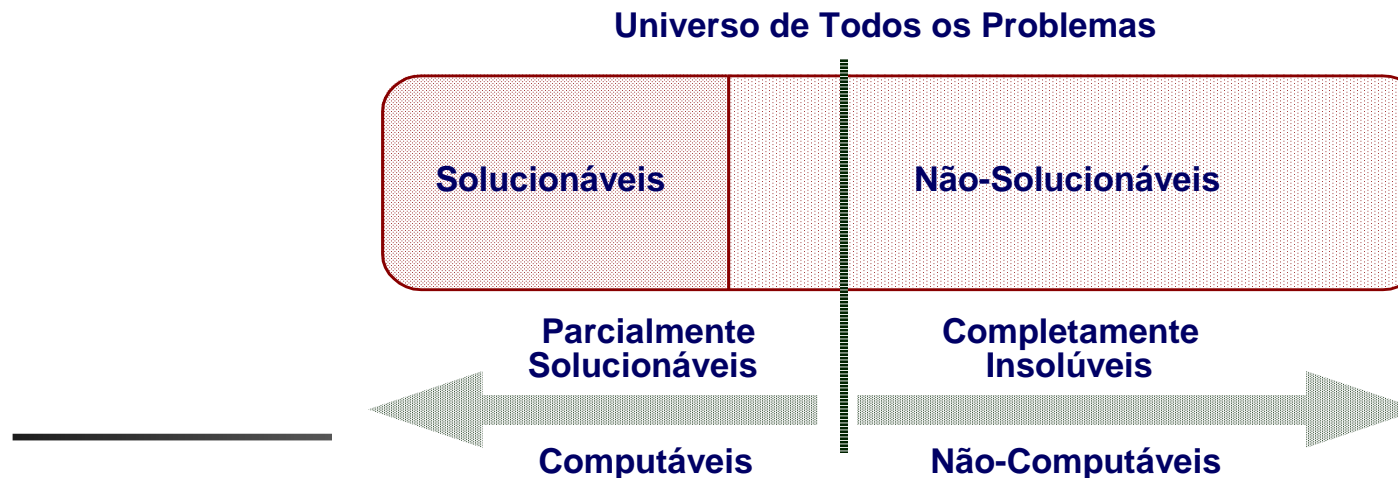 Universo de Todos os Problemas
Solucionáveis
Não-Solucionáveis
Parcialmente
Solucionáveis
Completamente
Insolúveis
Computáveis
Não-Computáveis